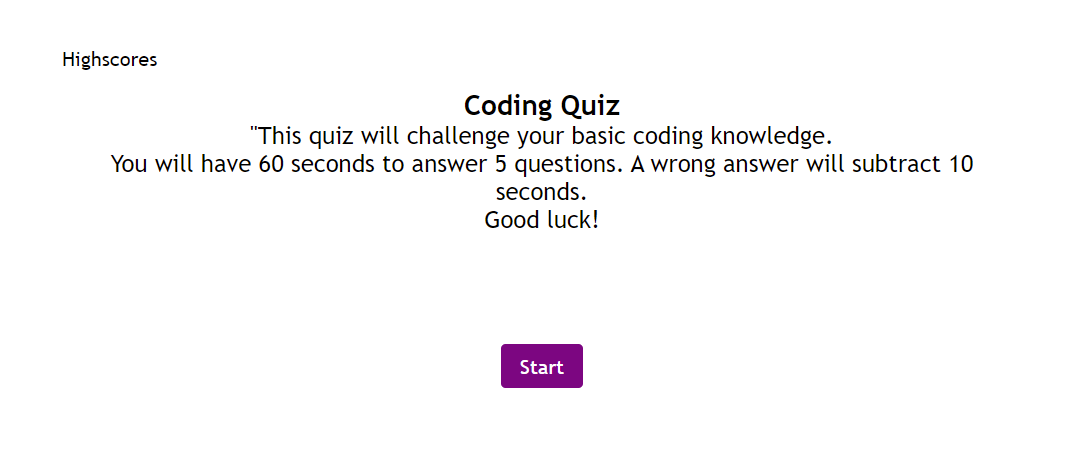 Highscores
Coding Quiz
"This quiz will challenge your basic coding knowledge.
You will have 60 seconds to answer 5 questions. A wrong answer will subtract 10
seconds.
Good luck!
Start